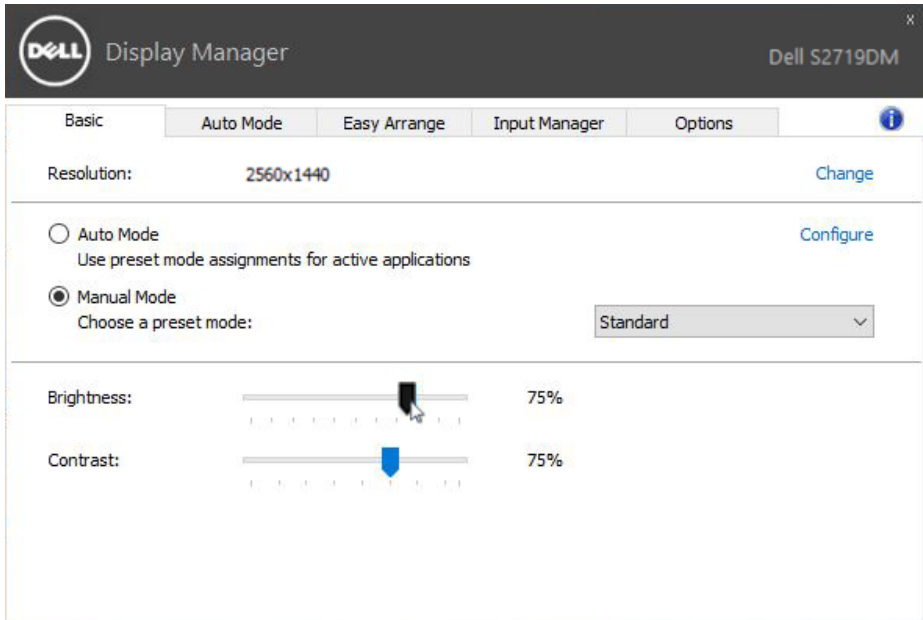 x
DELL Display Manager
Dell S2719DM
Basic Auto Mode Easy Arrange Input Manager Options i
Resolution: 2560x1440 Change
Auto Mode Configure
Use preset mode assignments for active applications
Manual Mode
Choose a preset mode: Standard
Brightness: 75%
Contrast: 75%